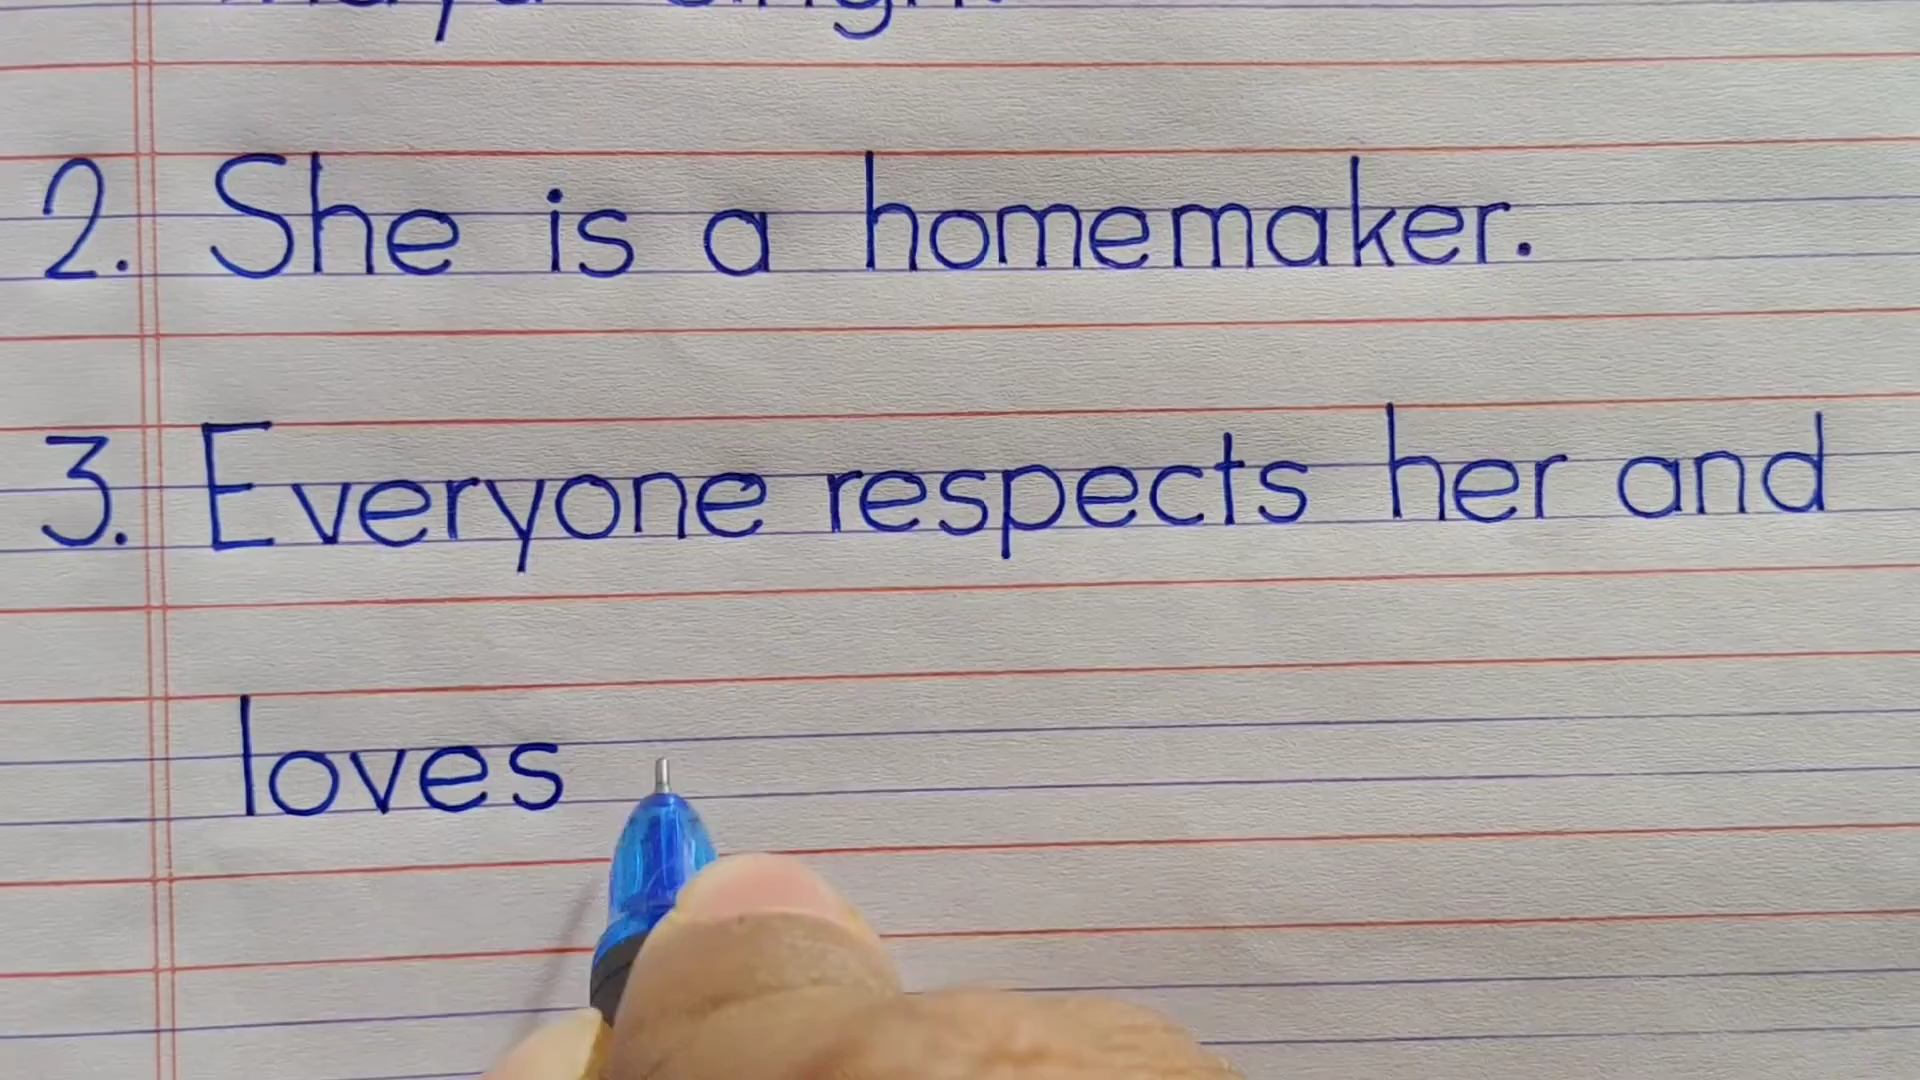 2. She is a homemaker.
3. Everyone respects her and
loves